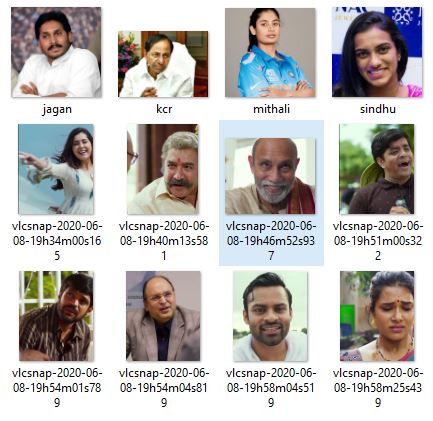 jagan
kcr
mithali
sindhu
vlcsnap-2020-06-
08-19h34m00s16
5
vlcsnap-2020-06-
08-19h40m13s58
1
vlcsnap-2020-06-
08-19h46m52s93
7
vlcsnap-2020-06-
08-19h51m00s32
2
vlcsnap-2020-06-
08-19h54m01s78
9
vlcsnap-2020-06-
08-19h54m04s81
9
vlcsnap-2020-06-
08-19h58m04s51
9
vlcsnap-2020-06-
08-19h58m25s43
9